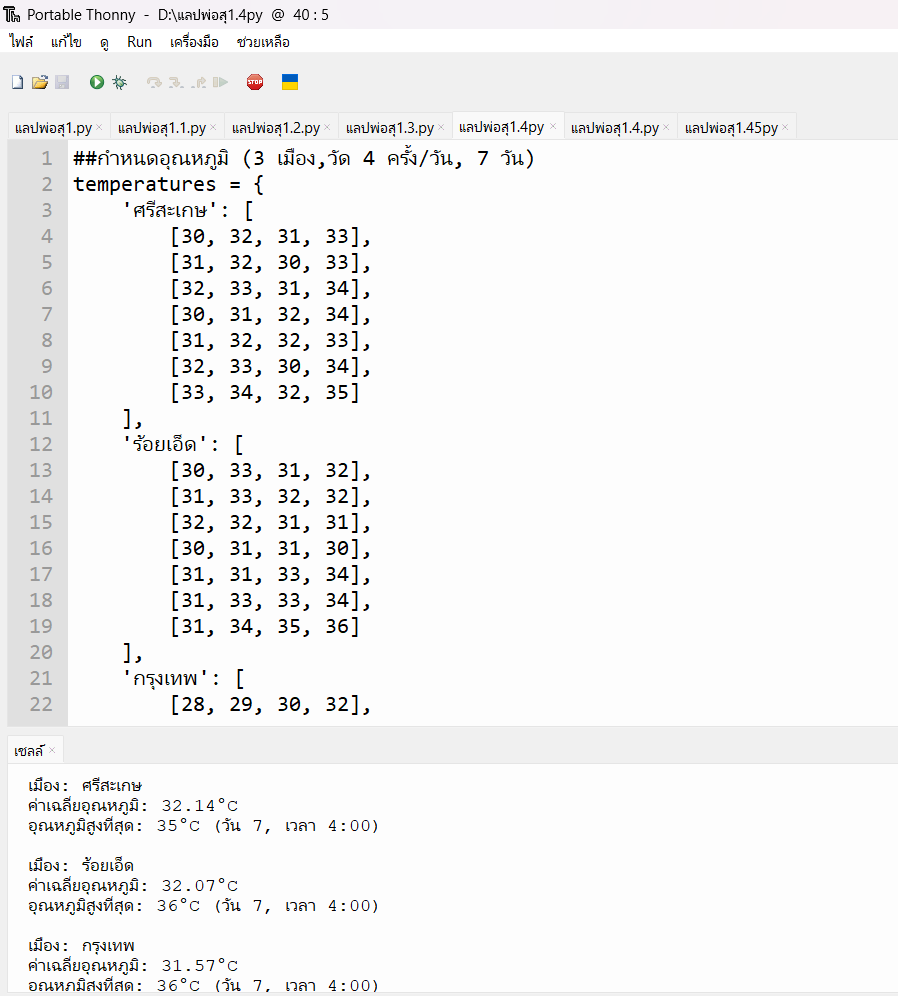 Portable Thonny - D:\แลปพ่อสุ1.4py @ 40 : 5
ไฟล์ แก้ไข ดู Run เครื่องมือ ช่วยเหลือ
STOP
แลปพ่อสุ1.py × แลปพ่อสุ1.1.py × แลปพ่อสุ1.2.py × แลปพ่อสุ1.3.py × แลปพ่อสุ1.4py × แลปพ่อสุ1.4.py × แลปพ่อสุ1.45py ×
1 ##กำหนดอุณหภูมิ (3 เมือง,วัด 4 ครั้ง/วัน, 7 วัน)
2 temperatures = {
3 'ศรีสะเกษ': [
4 [30, 32, 31, 33],
5 [31, 32, 30, 33],
6 [32, 33, 31, 34],
7 [30, 31, 32, 34],
8 [31, 32, 32, 33],
9 [32, 33, 30, 34],
10 [33, 34, 32, 35]
11 ],
12 'ร้อยเอ็ด': [
13 [30, 33, 31, 32],
14 [31, 33, 32, 32],
15 [32, 32, 31, 31],
16 [30, 31, 31, 30],
17 [31, 31, 33, 34],
18 [31, 33, 33, 34],
19 [31, 34, 35, 36]
20 ],
21 'กรุงเทพ': [
22 [28, 29, 30, 32],
เชลล์ ×
เมือง: ศรีสะเกษ
ค่าเฉลี่ยอุณหภูมิ: 32.14°C
อุณหภูมิสูงที่สุด: 35°C (วัน 7, เวลา 4:00)
เมือง: ร้อยเอ็ด
ค่าเฉลี่ยอุณหภูมิ: 32.07°C
อุณหภูมิสูงที่สุด: 36°C (วัน 7, เวลา 4:00)
เมือง: กรุงเทพ
ค่าเฉลี่ยอุณหภูมิ: 31.57°C
อุณหภูมิสูงที่สุด: 36°C (วัน 7, เวลา 4:00)